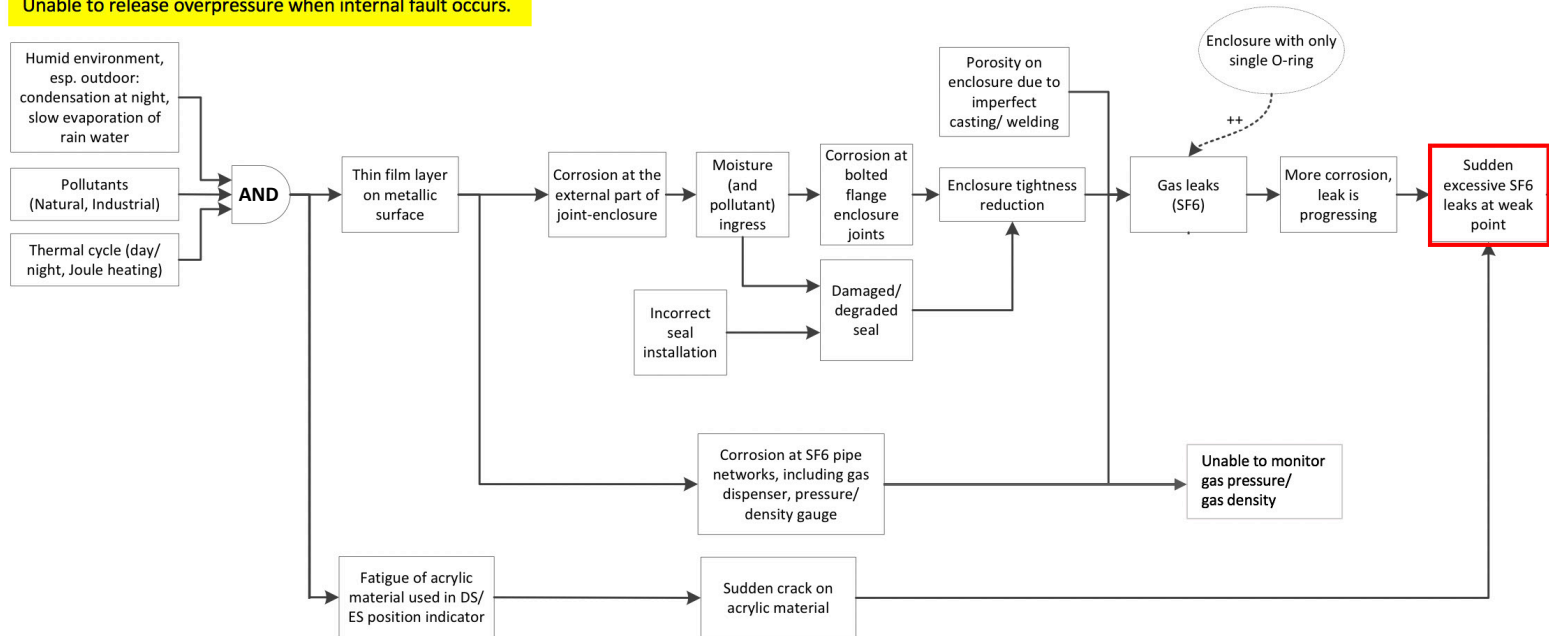 Unable to release overpressure when internal fault occurs.
Humid environment,
esp. outdoor:
condensation at night,
slow evaporation of
rain water
Pollutants
(Natural, Industrial)
Thermal cycle (day/
night, Joule heating)
AND
Thin film layer
on metallic
surface
Corrosion at the
external part of
joint-enclosure
Moisture
(and
pollutant)
ingress
Corrosion at
bolted
flange
enclosure
joints
Incorrect
seal
installation
Damaged/
degraded
seal
Porosity on
enclosure due to
imperfect
casting/ welding
Enclosure tightness
reduction
Enclosure with only
single O-ring
++
Gas leaks
(SF6)
More corrosion,
leak is
progressing
Sudden
excessive SF6
leaks at weak
point
Corrosion at SF6 pipe
networks, including gas
dispenser, pressure/
density gauge
Unable to monitor
gas pressure/
gas density
Fatigue of acrylic
material used in DS/
ES position indicator
Sudden crack on
acrylic material